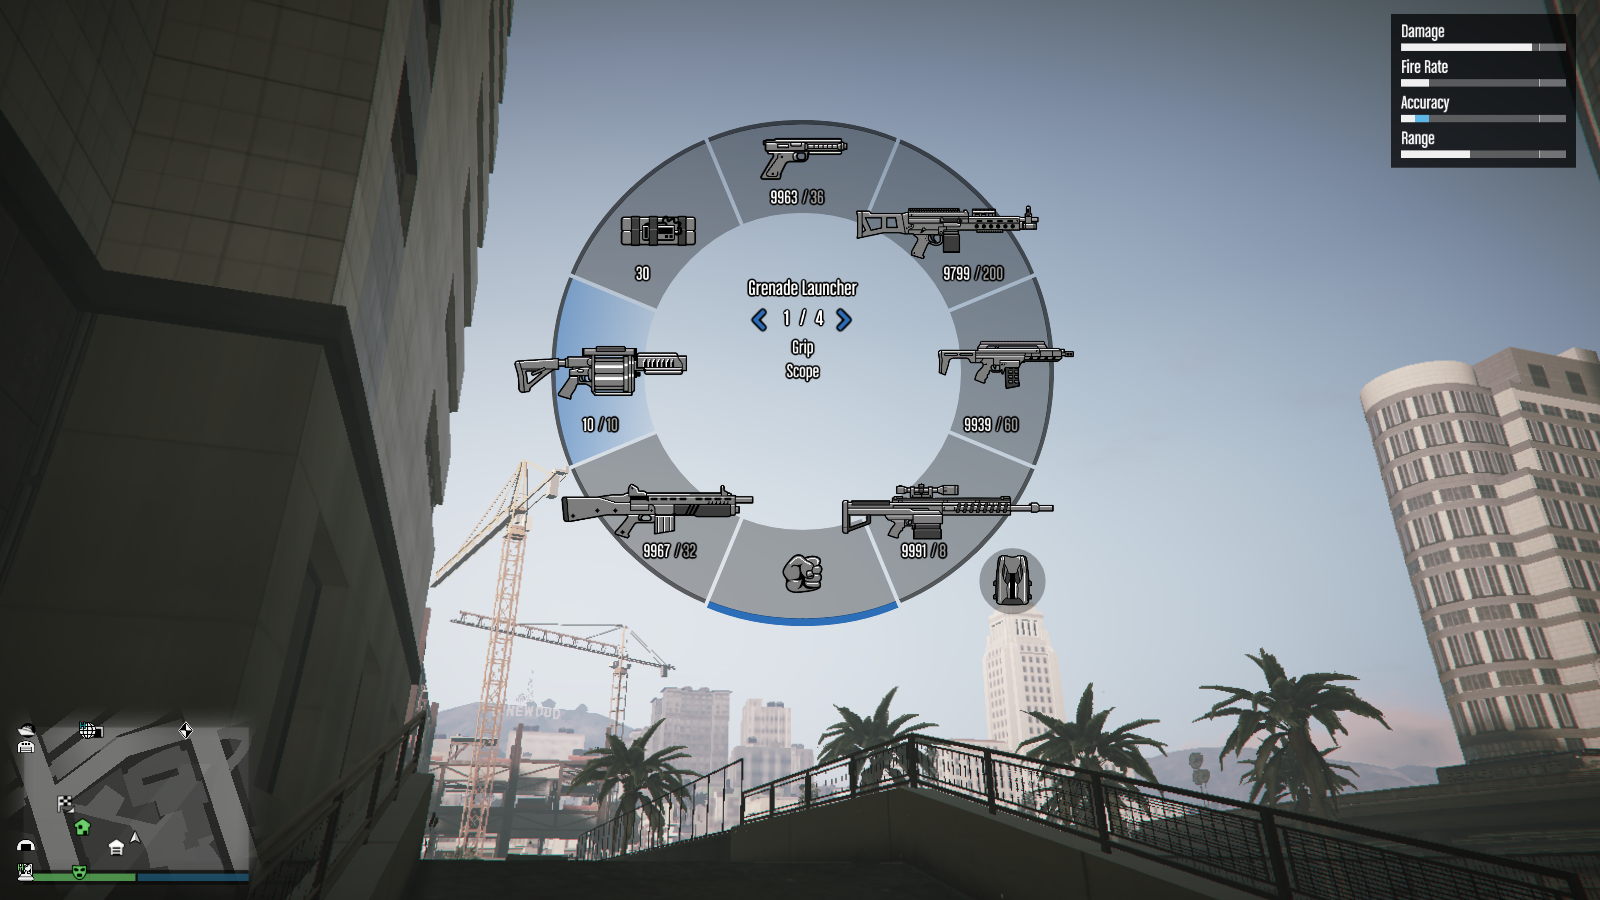 Damage
Fire Rate
Accuracy
Range
9963 / 36
30
9799 / 200
Grenade Launcher
1 / 4
Grip
Scope
10 / 10
9939 / 60
9967 / 32
9991 / 8
NEWOOD